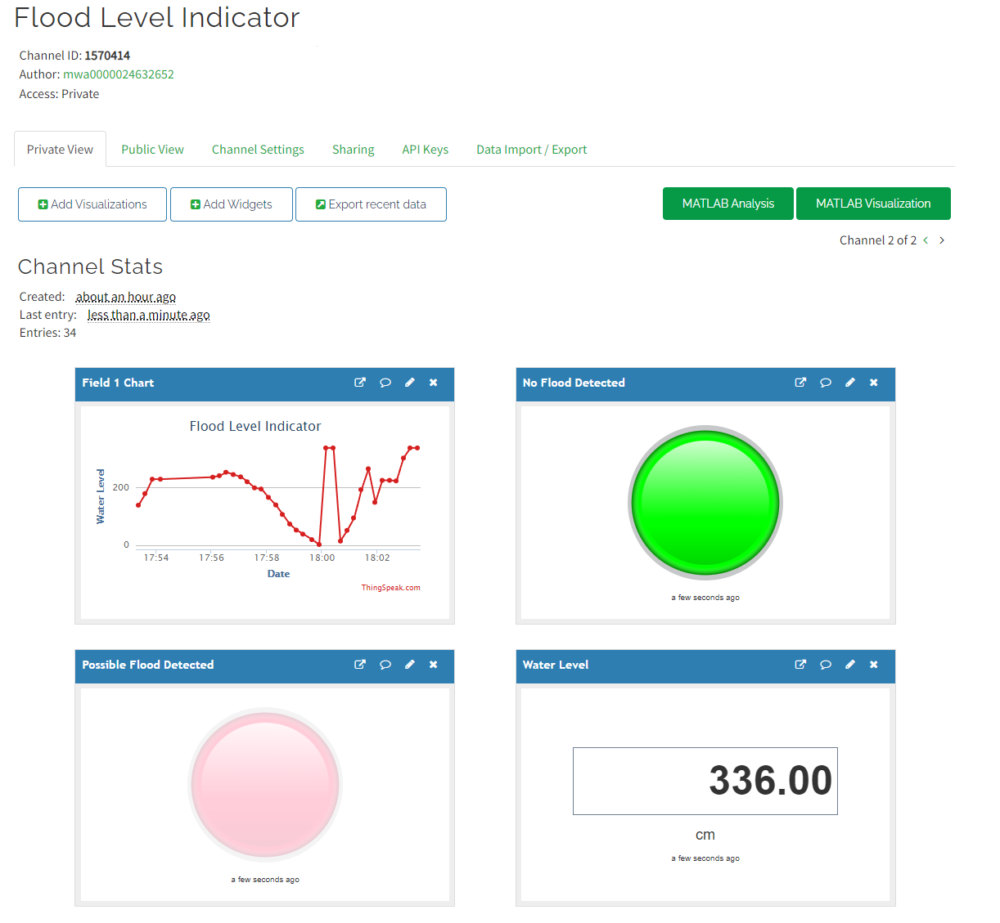 Flood Level Indicator
Channel ID: 1570414
Author: mwa0000024632652
Access: Private
Private View Public View Channel Settings Sharing API Keys Data Import / Export
Add Visualizations Add Widgets Export recent data MATLAB Analysis MATLAB Visualization
Channel 2 of 2 < >
Channel Stats
Created: about an hour ago
Last entry: less than a minute ago
Entries: 34
Field 1 Chart
Flood Level Indicator
Water Level
200
0
17:54 17:56 17:58 18:00 18:02
Date
ThingSpeak.com
No Flood Detected
a few seconds ago
Possible Flood Detected
a few seconds ago
Water Level
336.00
cm
a few seconds ago